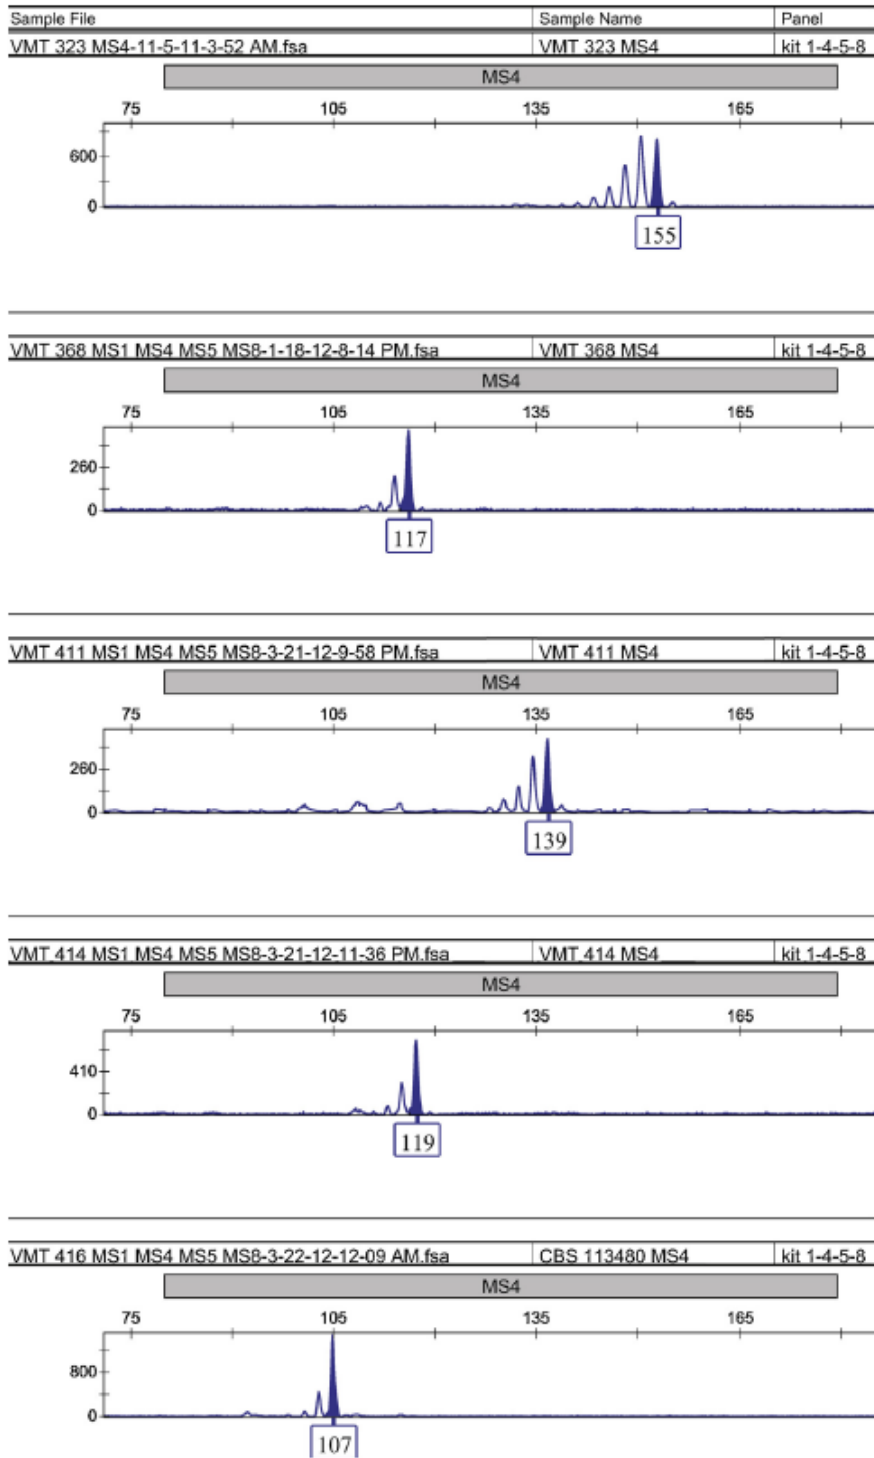 Sample File Sample Name Panel
VMT 323 MS4-11-5-11-3-52 AM.fsa VMT 323 MS4 kit 1-4-5-8
MS4
75 105 135 165
600
0
155
VMT 368 MS1 MS4 MS5 MS8-1-18-12-8-14 PM.fsa VMT 368 MS4 kit 1-4-5-8
MS4
75 105 135 165
260
0
117
VMT 411 MS1 MS4 MS5 MS8-3-21-12-9-58 PM.fsa VMT 411 MS4 kit 1-4-5-8
MS4
75 105 135 165
260
0
139
VMT 414 MS1 MS4 MS5 MS8-3-21-12-11-36 PM.fsa VMT 414 MS4 kit 1-4-5-8
MS4
75 105 135 165
410
0
119
VMT 416 MS1 MS4 MS5 MS8-3-22-12-12-09 AM.fsa CBS 113480 MS4 kit 1-4-5-8
MS4
75 105 135 165
800
0
107